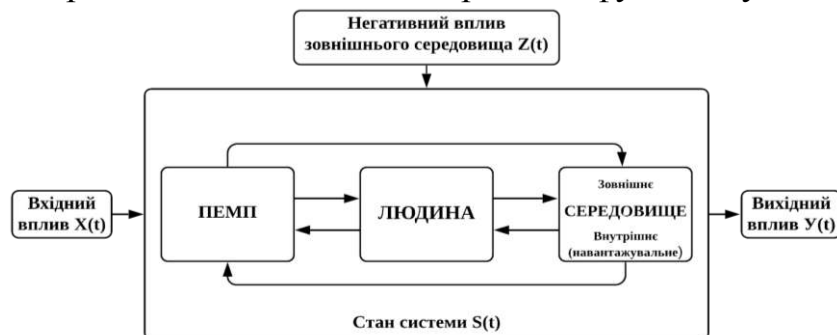 Негативний вплив
зовнішнього середовища Z(t)
Вхідний
вплив X(t)
ПЕМП
ЛЮДИНА
Зовнішнє
СЕРЕДОВИЩЕ
Внутрішнє
(навантажувальне)
Вихідний
вплив У(t)
Стан системи S(t)